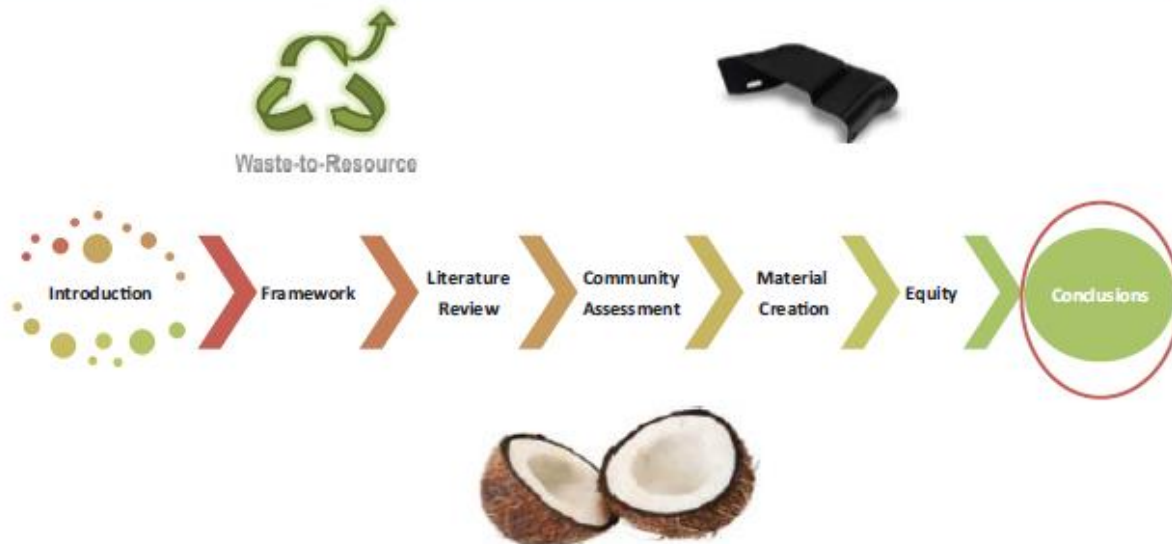 Waste-to-Resource
Introduction
Framework
Literature
Review
Community
Assessment
Material
Creation
Equity
Conclusions